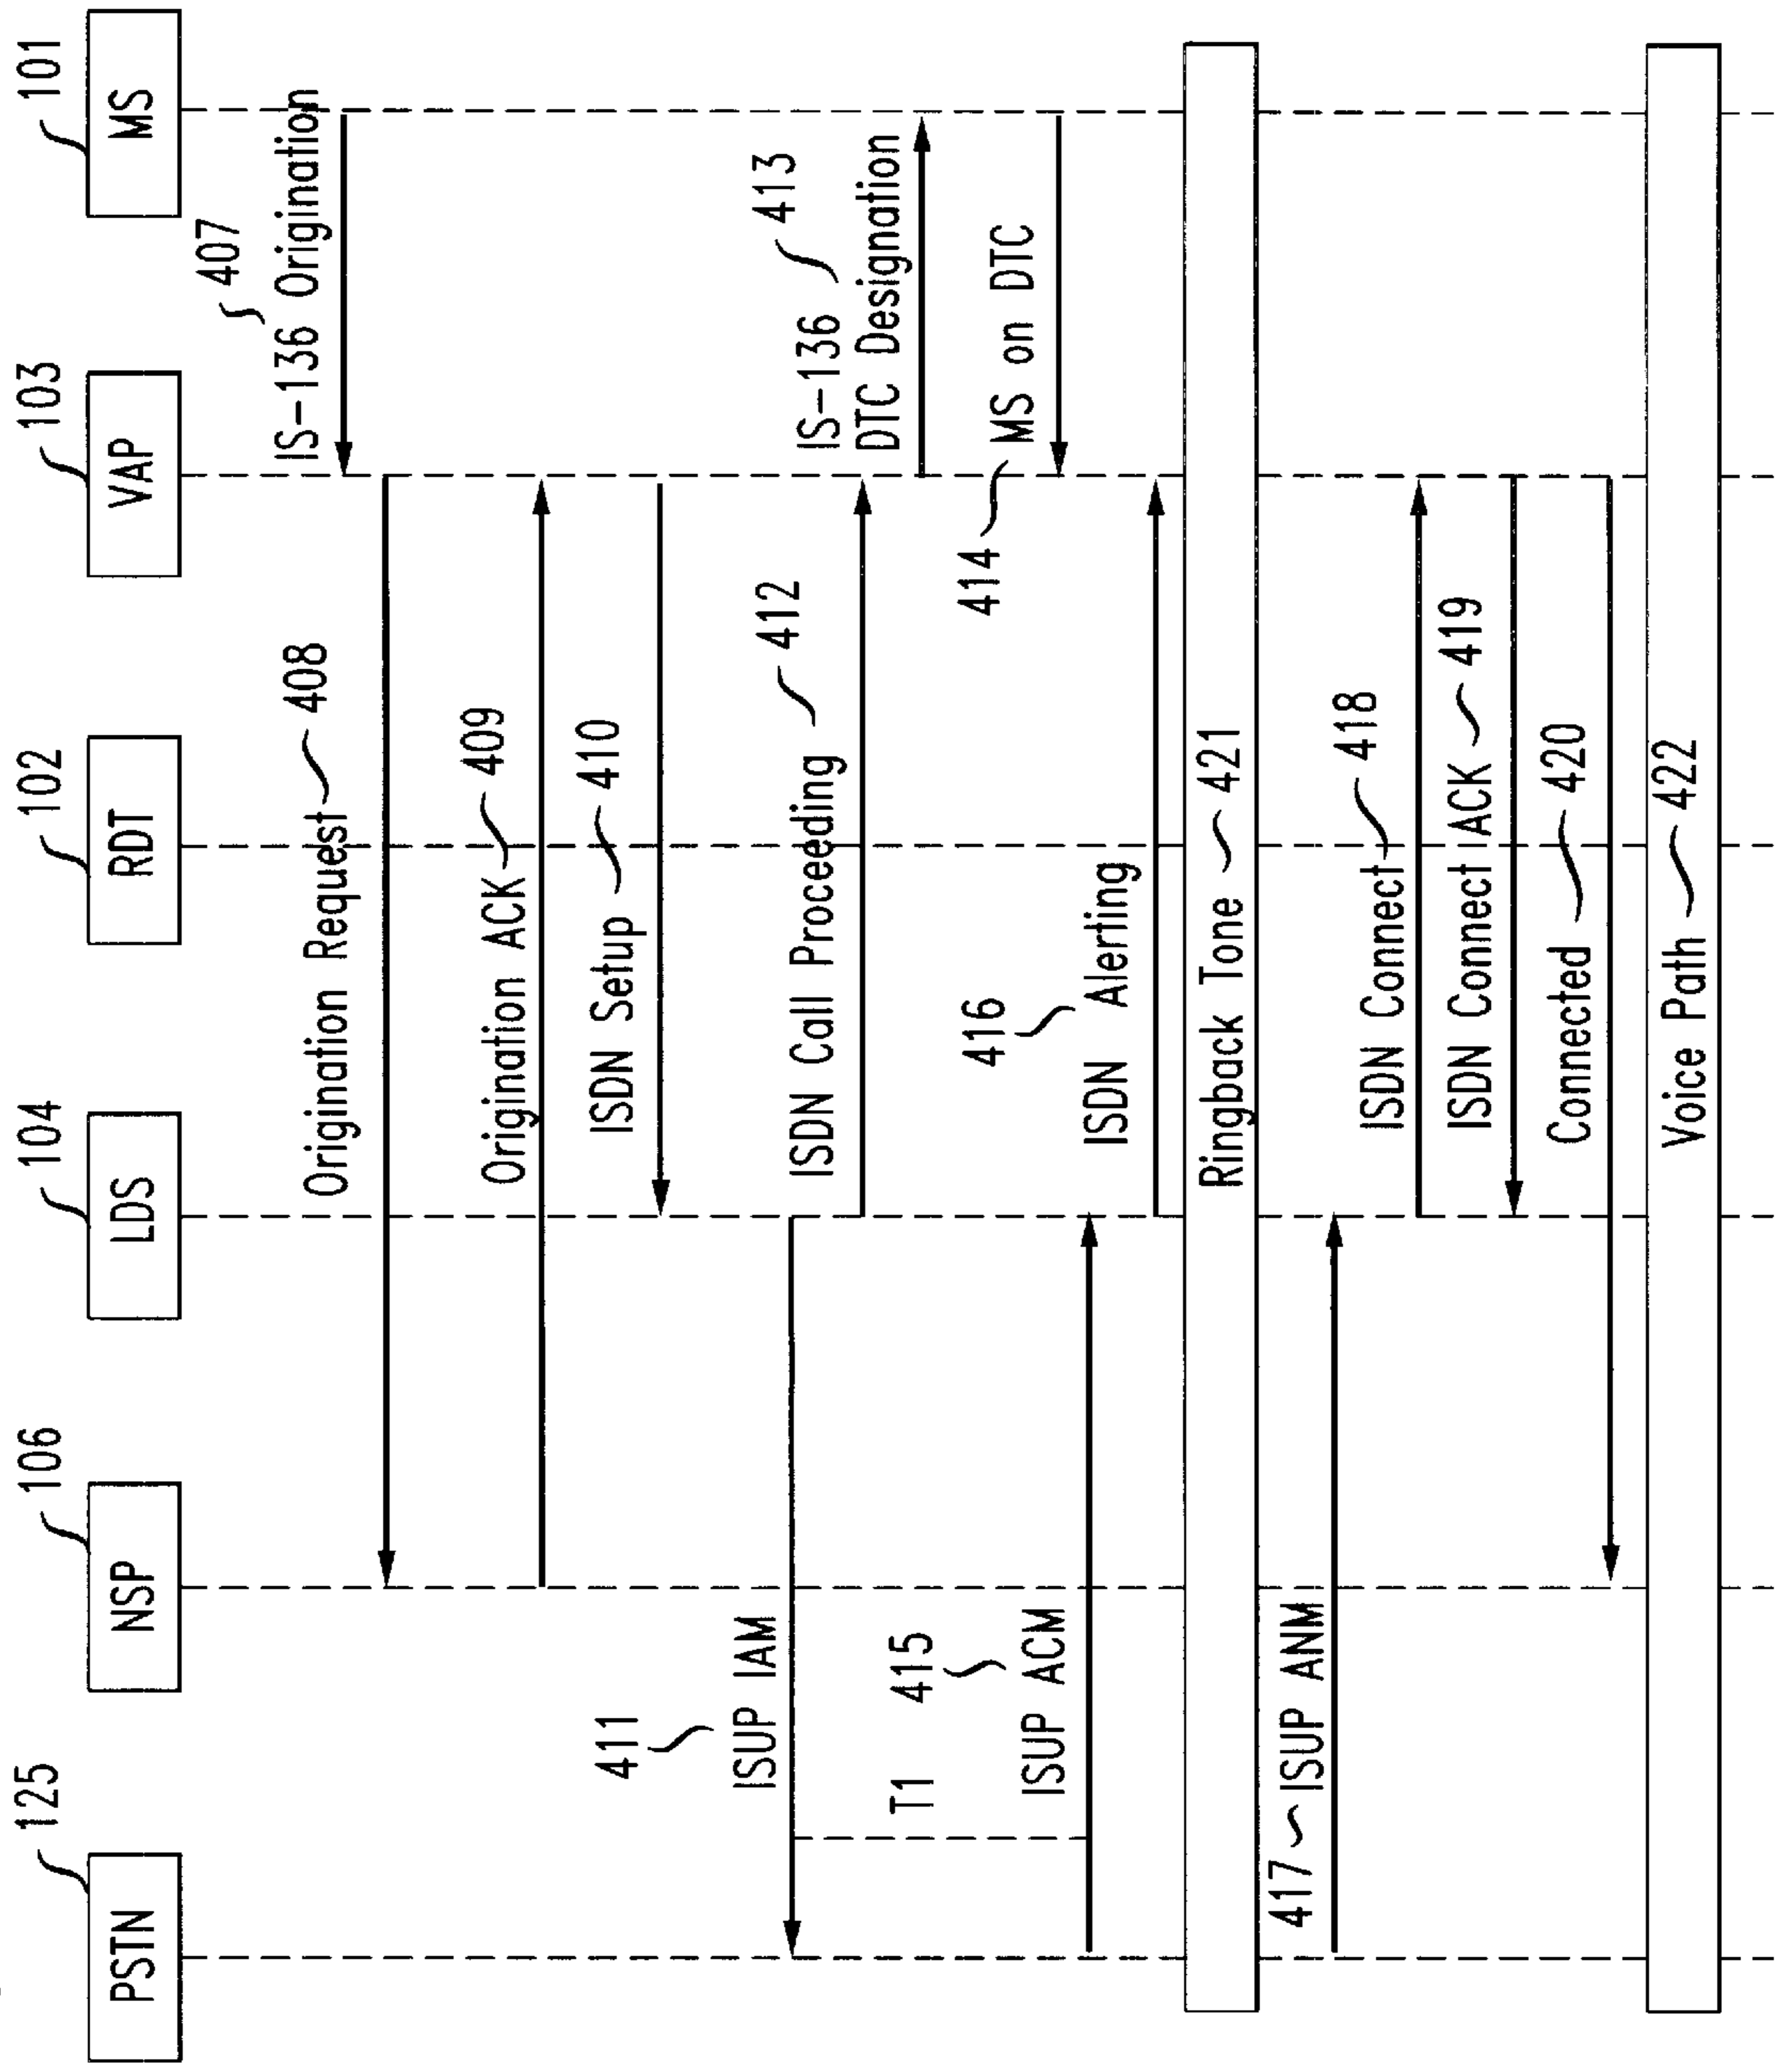 125
PSTN
106
NSP
104
LDS
102
RDT
103
VAP
101
MS
407
IS-136 Origination
Origination Request 408
Origination ACK 409
ISDN Setup 410
411
ISUP IAM
412
ISDN Call Proceeding
IS-136 413
DTC Designation
T1 415
414
MS on DTC
ISUP ACM
416
ISDN Alerting
Ringback Tone 421
417 ISUP ANM
ISDN Connect 418
ISDN Connect ACK 419
Connected 420
Voice Path 422